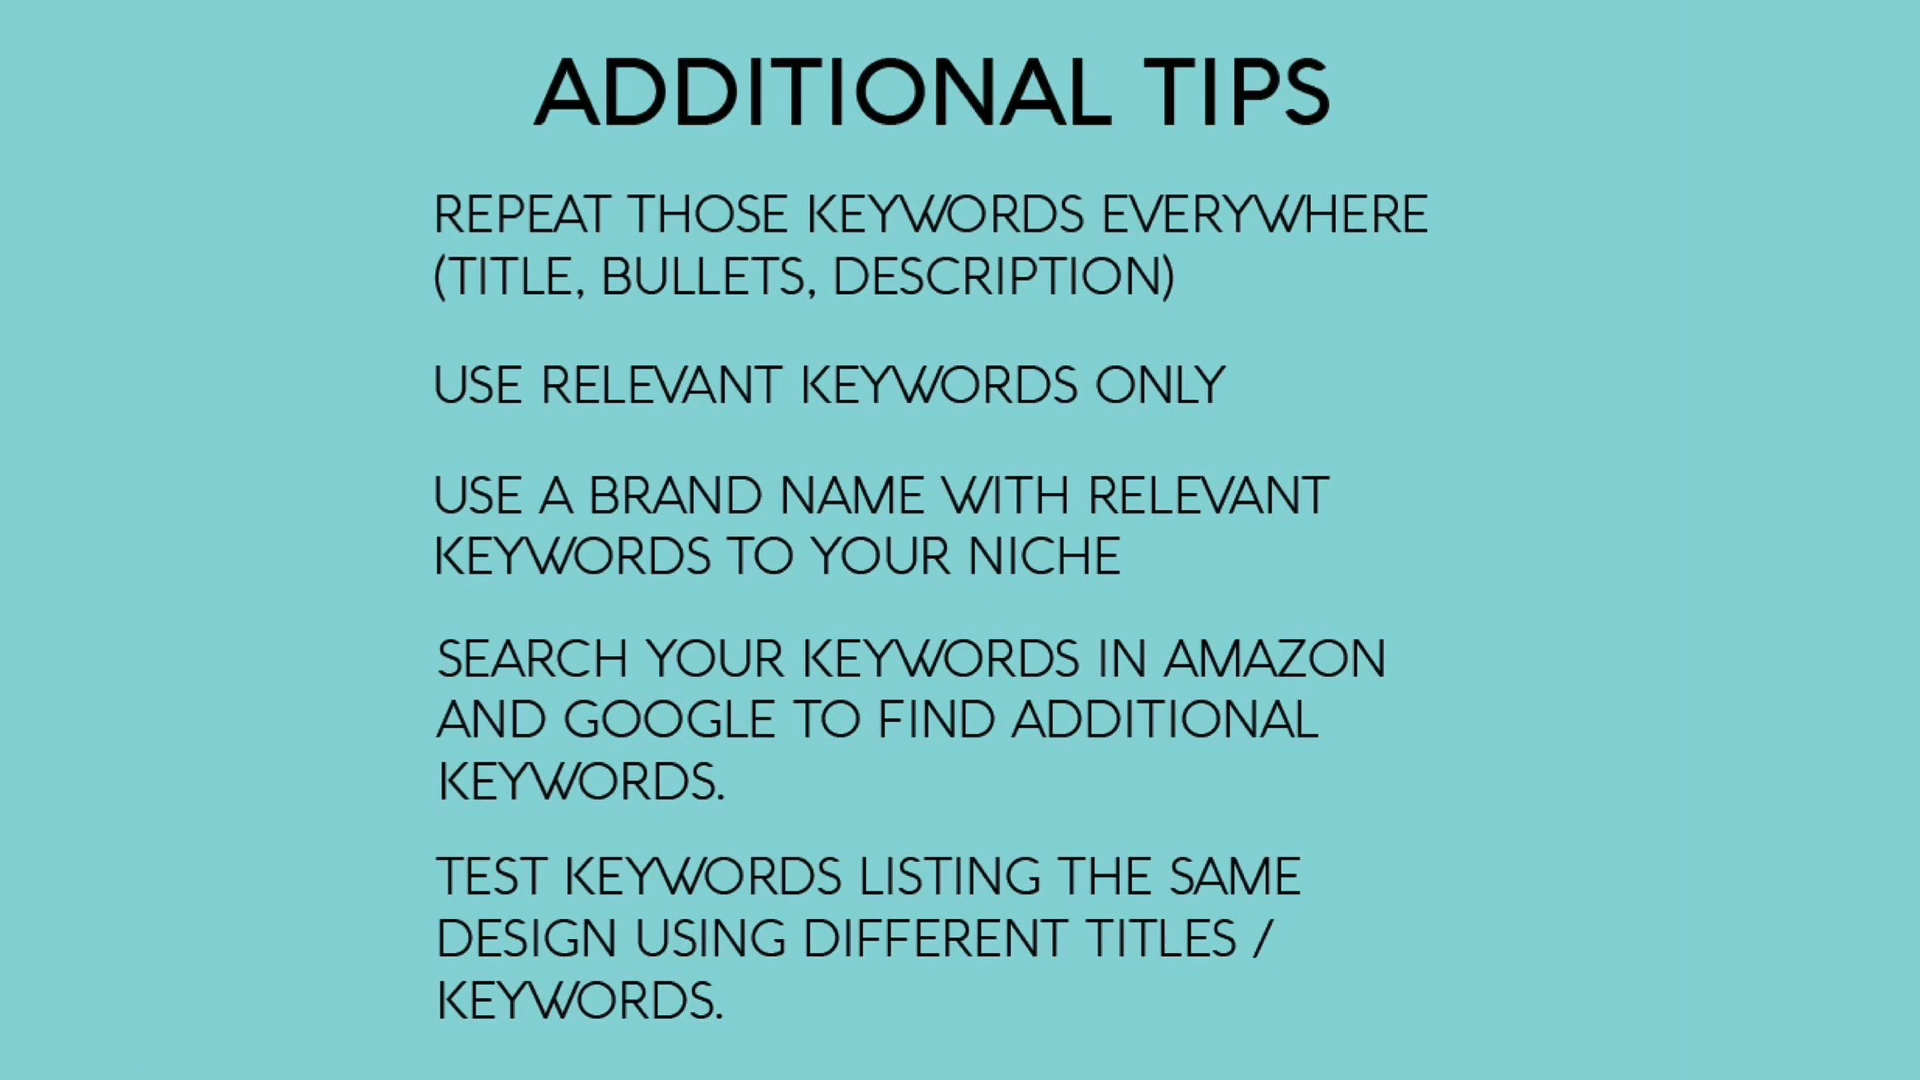 ADDITIONAL TIPS
REPEAT THOSE KEYWORDS EVERYWHERE
(TITLE, BULLETS, DESCRIPTION)
USE RELEVANT KEYWORDS ONLY
USE A BRAND NAME WITH RELEVANT
KEYWORDS TO YOUR NICHE
SEARCH YOUR KEYWORDS IN AMAZON
AND GOOGLE TO FIND ADDITIONAL
KEYWORDS.
TEST KEYWORDS LISTING THE SAME
DESIGN USING DIFFERENT TITLES /
KEYWORDS.